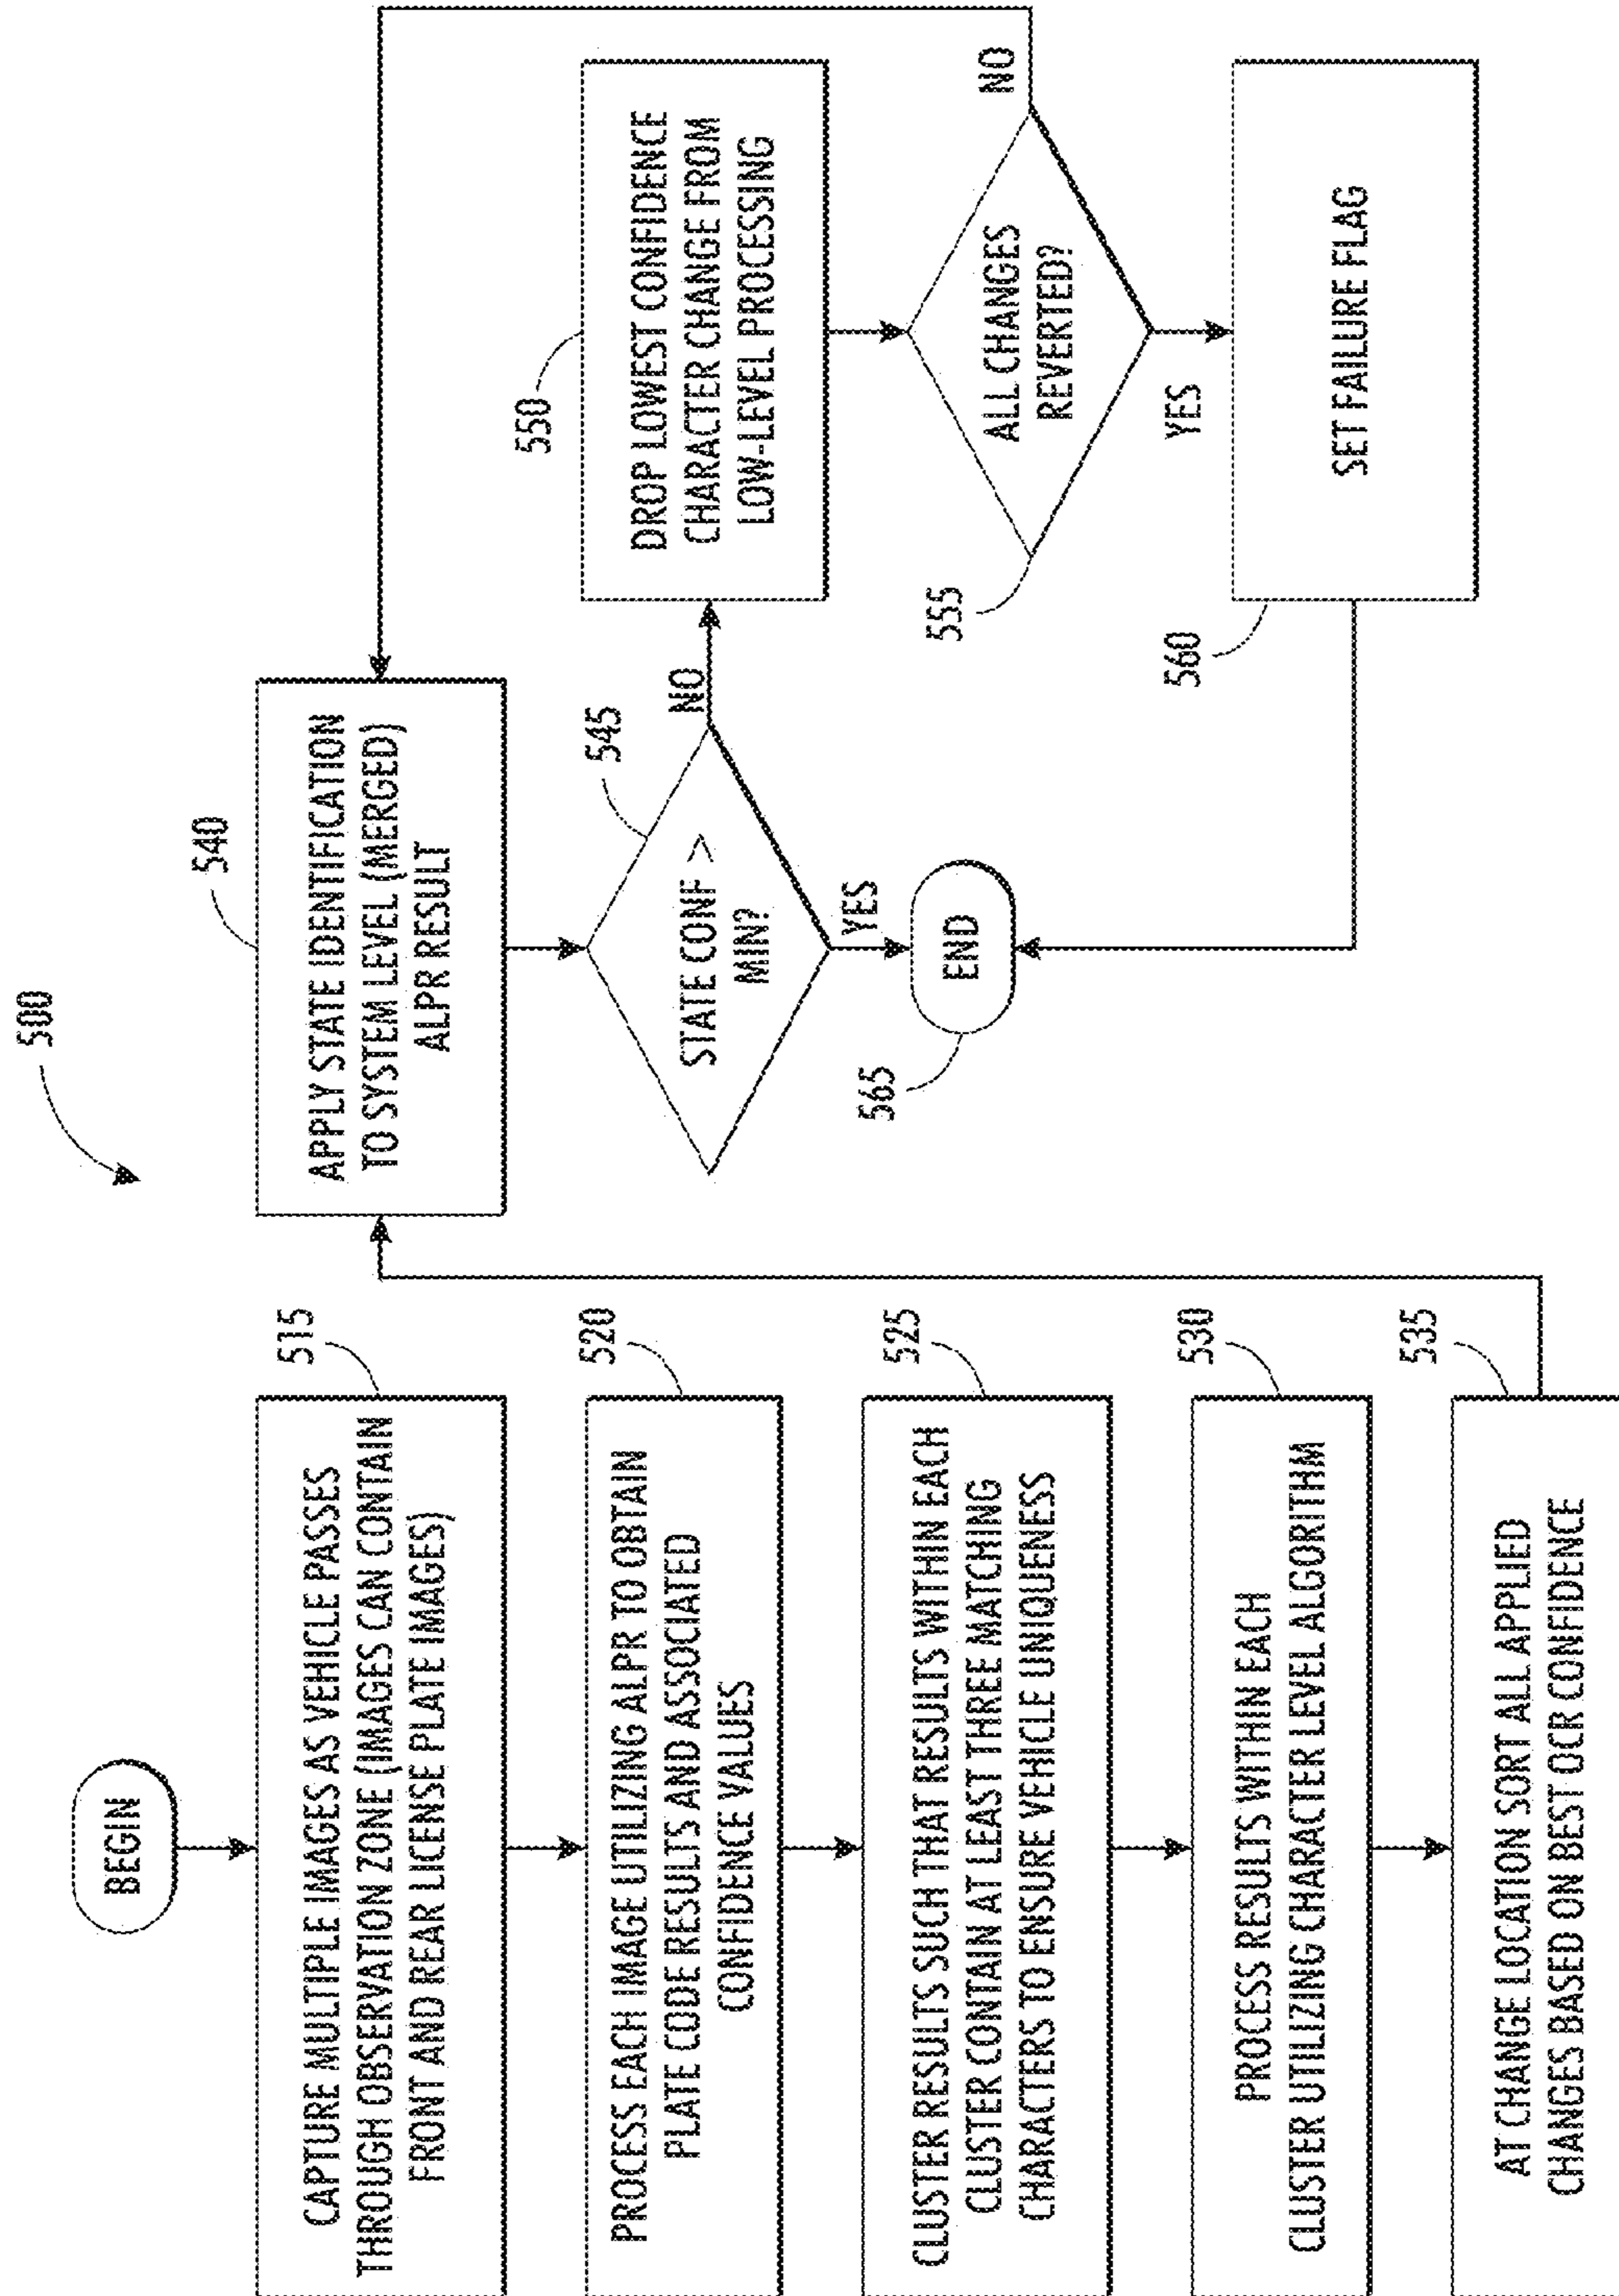 500
BEGIN
515
CAPTURE MULTIPLE IMAGES AS VEHICLE PASSES
THROUGH OBSERVATION ZONE (IMAGES CAN CONTAIN
FRONT AND REAR LICENSE PLATE IMAGES)
520
PROCESS EACH IMAGE UTILIZING ALPR TO OBTAIN
PLATE CODE RESULTS AND ASSOCIATED
CONFIDENCE VALUES
525
CLUSTER RESULTS SUCH THAT RESULTS WITHIN EACH
CLUSTER CONTAIN AT LEAST THREE MATCHING
CHARACTERS TO ENSURE VEHICLE UNIQUENESS
530
PROCESS RESULTS WITHIN EACH
CLUSTER UTILIZING CHARACTER LEVEL ALGORITHM
535
AT CHANGE LOCATION SORT ALL APPLIED
CHANGES BASED ON BEST OCR CONFIDENCE
540
APPLY STATE IDENTIFICATION
TO SYSTEM LEVEL (MERGED)
ALPR RESULT
545
STATE CONF >
MIN?
NO
YES
END
565
550
DROP LOWEST CONFIDENCE
CHARACTER CHANGE FROM
LOW-LEVEL PROCESSING
555
ALL CHANGES
REVERTED?
NO
YES
560
SET FAILURE FLAG